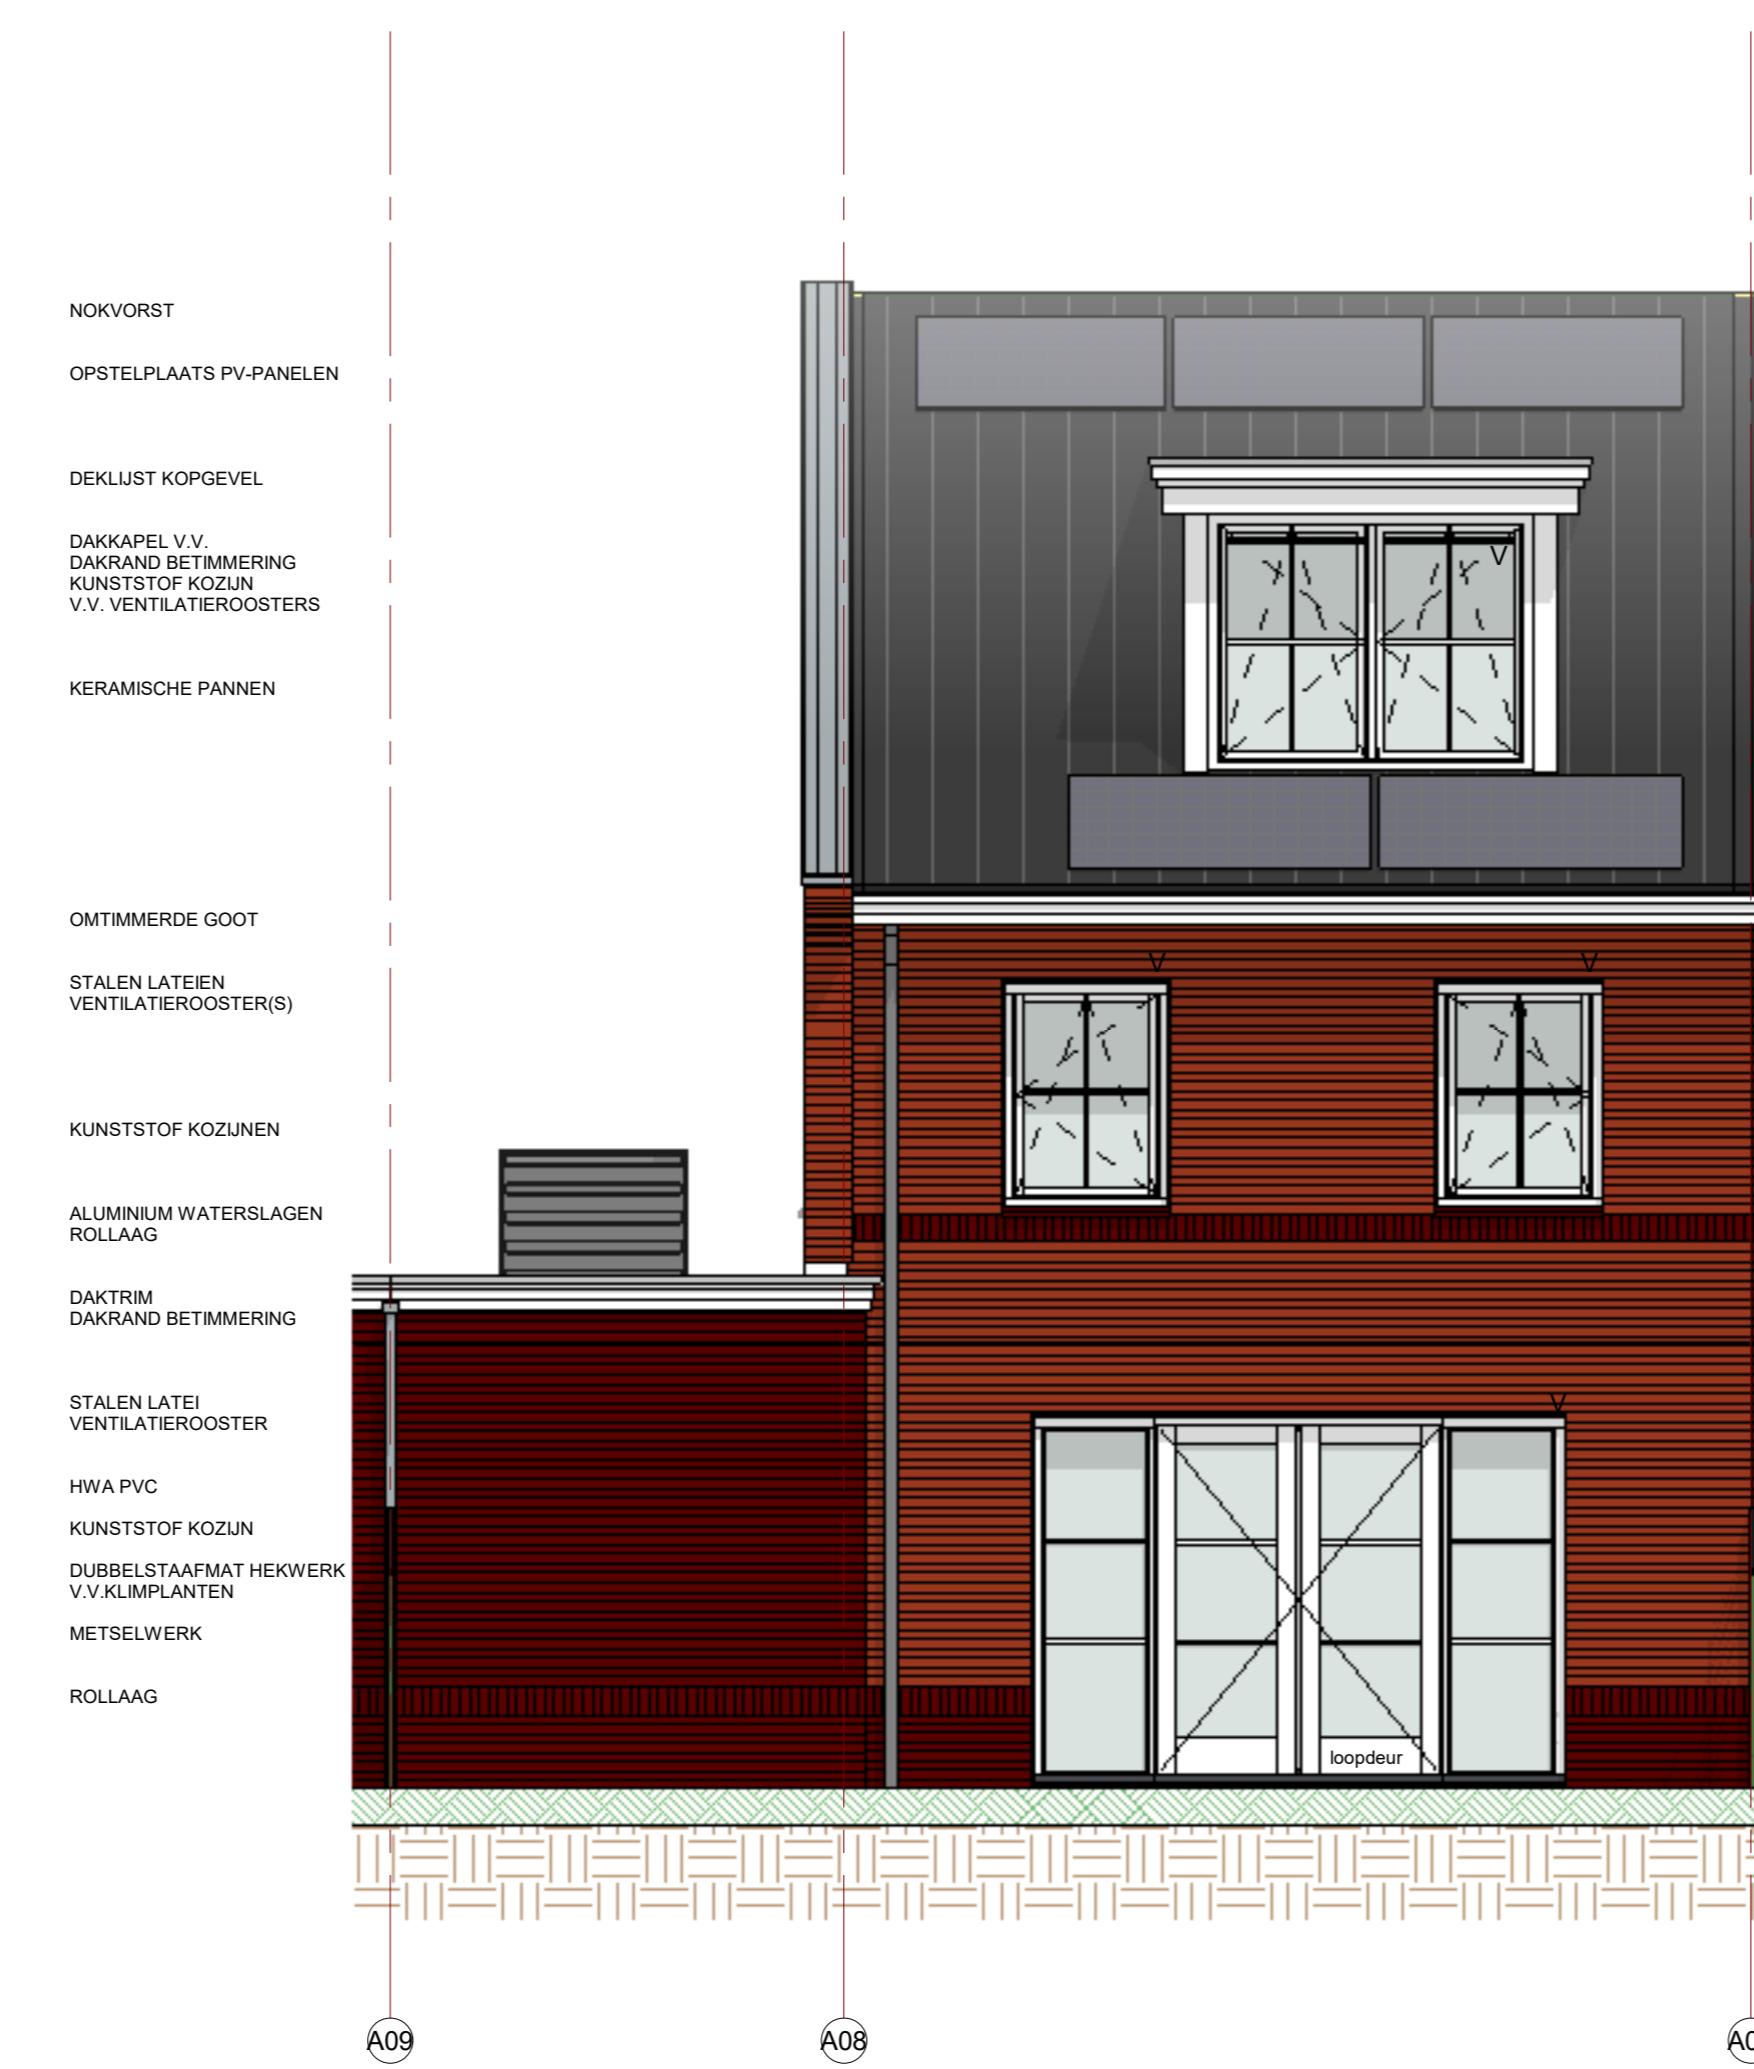 NOKVORST
OPSTELPLAATS PV-PANELEN
DEKLIJST KOPGEVEL
DAKKAPEL V.V.
DAKRAND BETIMMERING
KUNSTSTOF KOZIJN
V.V. VENTILATIEROOSTERS
V
KERAMISCHE PANNEN
OMTIMMERDE GOOT
V V
STALEN LATEIEN
VENTILATIEROOSTER(S)
KUNSTSTOF KOZIJNEN
ALUMINIUM WATERSLAGEN
ROLLAAG
DAKTRIM
DAKRAND BETIMMERING
STALEN LATEI
VENTILATIEROOSTER
V
HWA PVC
KUNSTSTOF KOZIJN
DUBBELSTAAFMAT HEKWERK
V.V.KLIMPLANTEN
METSELWERK
ROLLAAG
loopdeur
A09 A08